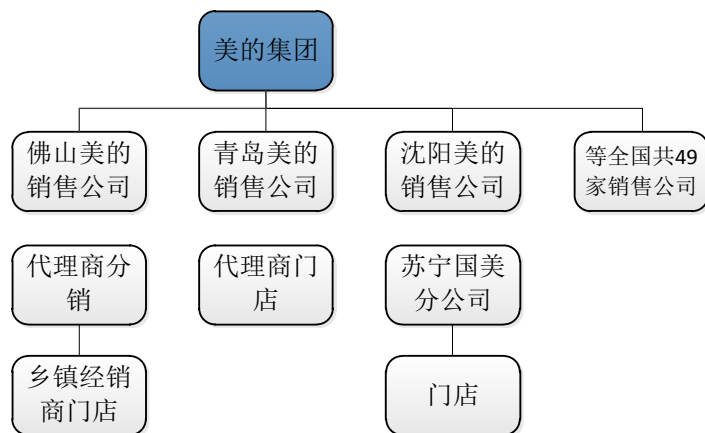 美的集团
佛山美的
销售公司
青岛美的
销售公司
沈阳美的
销售公司
等全国共49
家销售公司
代理商分
销
代理商门
店
苏宁国美
分公司
乡镇经销
商门店
门店